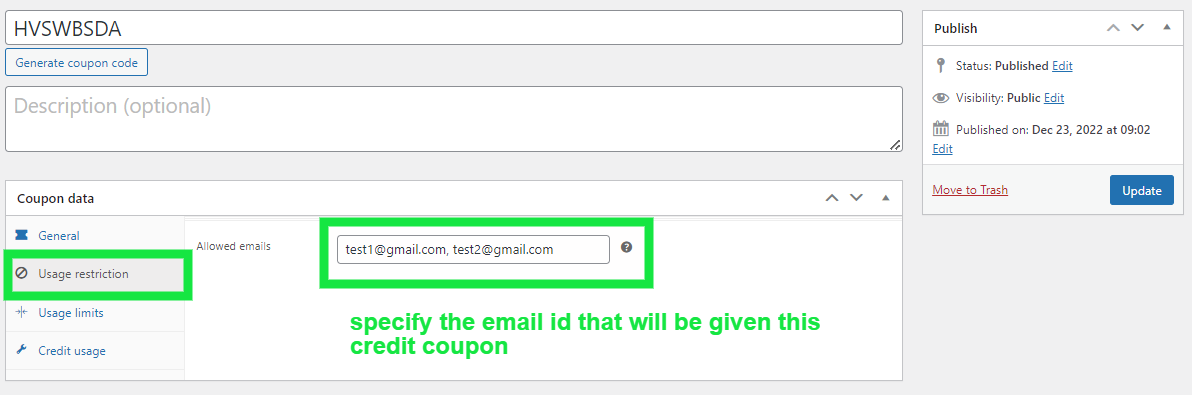 HVSWBSDA
Generate coupon code
Description (optional)
Coupon data
General
Usage restriction
Usage limits
Credit usage
Allowed emails
test1@gmail.com, test2@gmail.com
?
specify the email id that will be given this
credit coupon
Publish
Status: Published Edit
Visibility: Public Edit
Published on: Dec 23, 2022 at 09:02
Edit
Move to Trash
Update